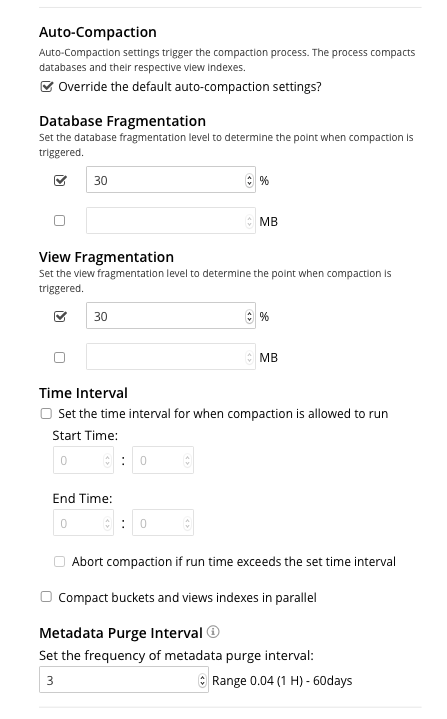 Auto-Compaction
Auto-Compaction settings trigger the compaction process. The process compacts
databases and their respective view indexes.
Override the default auto-compaction settings?
Database Fragmentation
Set the database fragmentation level to determine the point when compaction is
triggered.
30 %
MB
View Fragmentation
Set the view fragmentation level to determine the point when compaction is
triggered.
30 %
MB
Time Interval
Set the time interval for when compaction is allowed to run
Start Time:
0 : 0
End Time:
0 : 0
Abort compaction if run time exceeds the set time interval
Compact buckets and views indexes in parallel
Metadata Purge Interval
Set the frequency of metadata purge interval:
3 Range 0.04 (1 H) - 60days